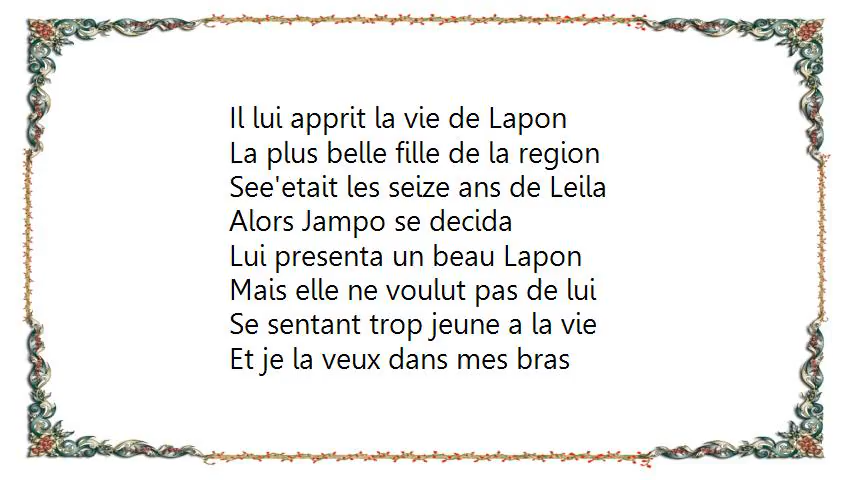 Il lui apprit la vie de Lapon
La plus belle fille de la region
See'etait les seize ans de Leila
Alors Jampo se decida
Lui presenta un beau Lapon
Mais elle ne voulut pas de lui
Se sentant trop jeune a la vie
Et je la veux dans mes bras